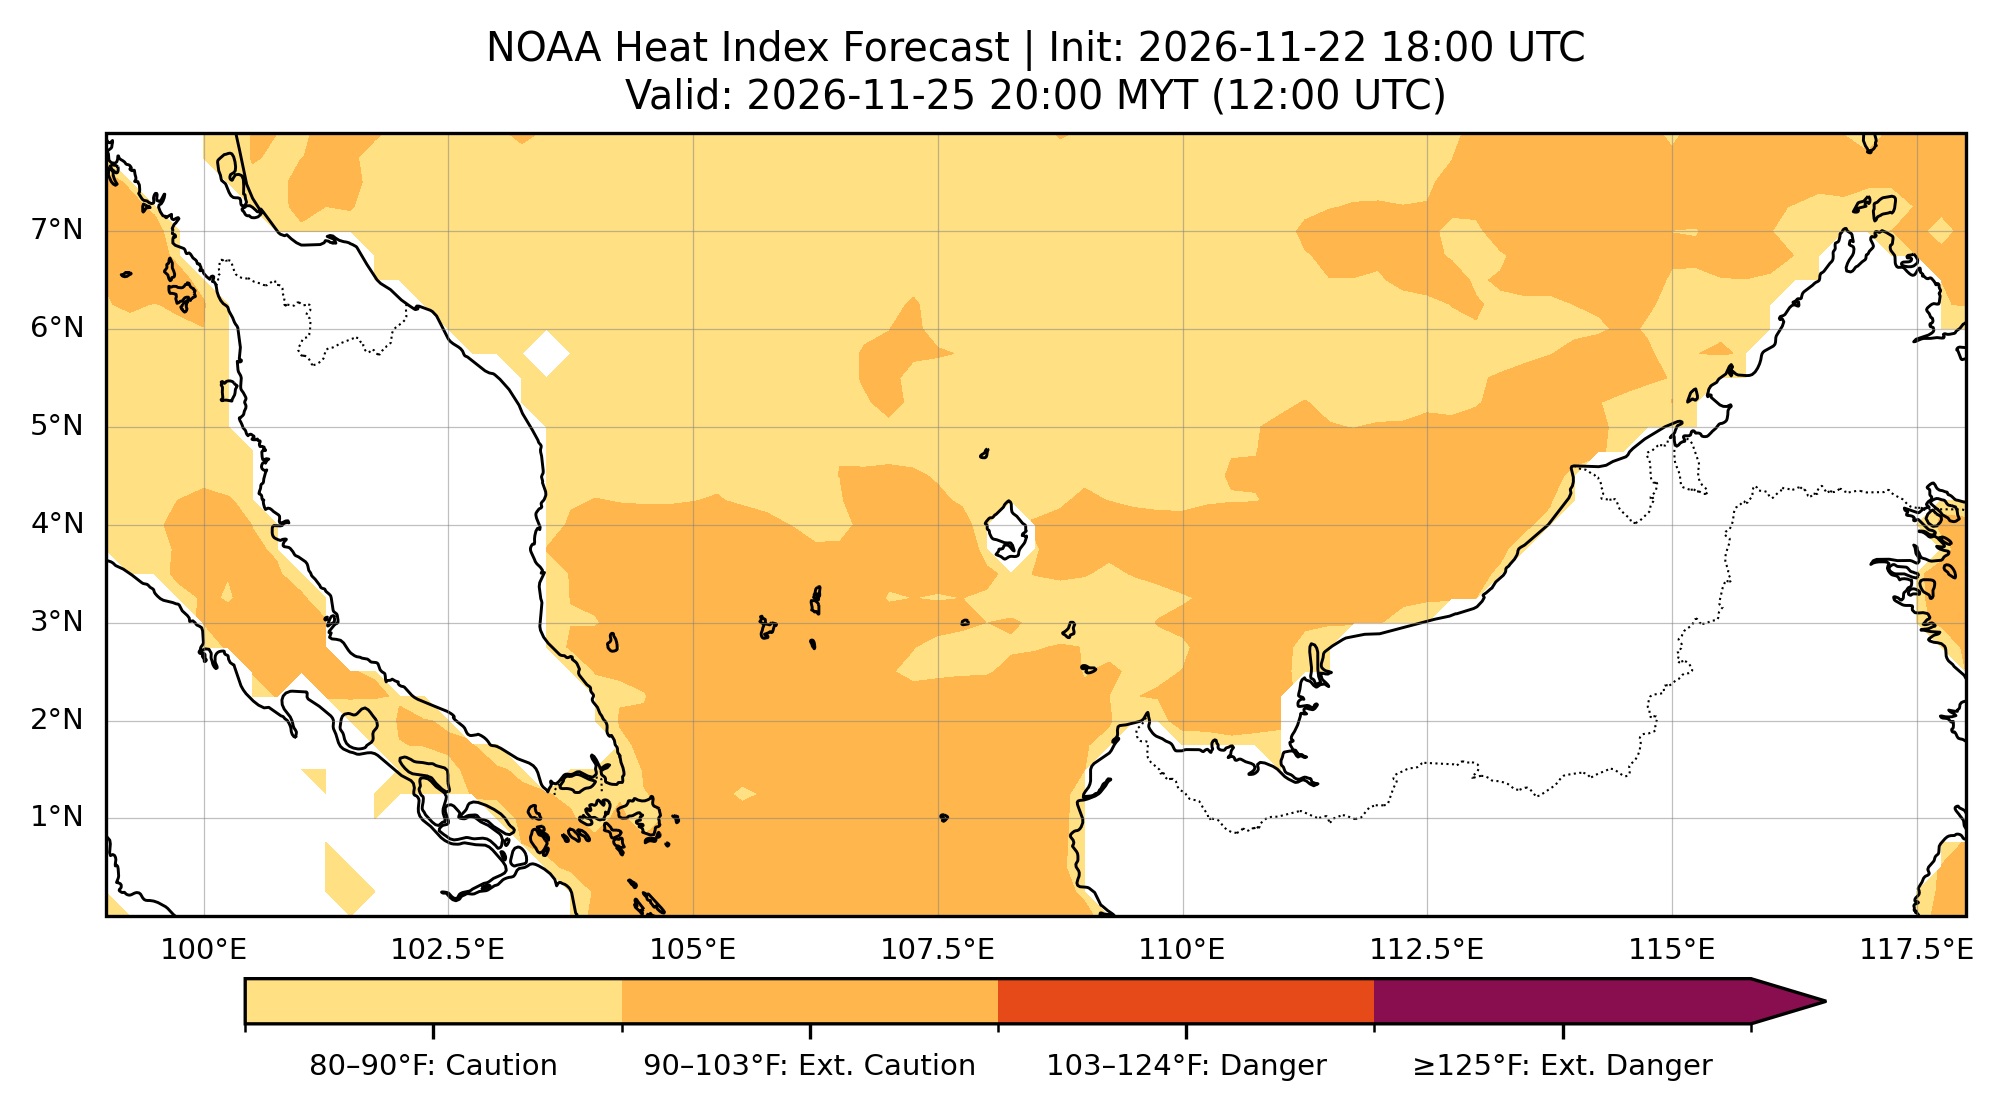 NOAA Heat Index Forecast | Init: 2026-11-22 18:00 UTC
Valid: 2026-11-25 20:00 MYT (12:00 UTC)
7°N
6°N
5°N
4°N
3°N
2°N
1°N
100°E 102.5°E 105°E 107.5°E 110°E 112.5°E 115°E 117.5°E
80–90°F: Caution 90–103°F: Ext. Caution 103–124°F: Danger ≥125°F: Ext. Danger